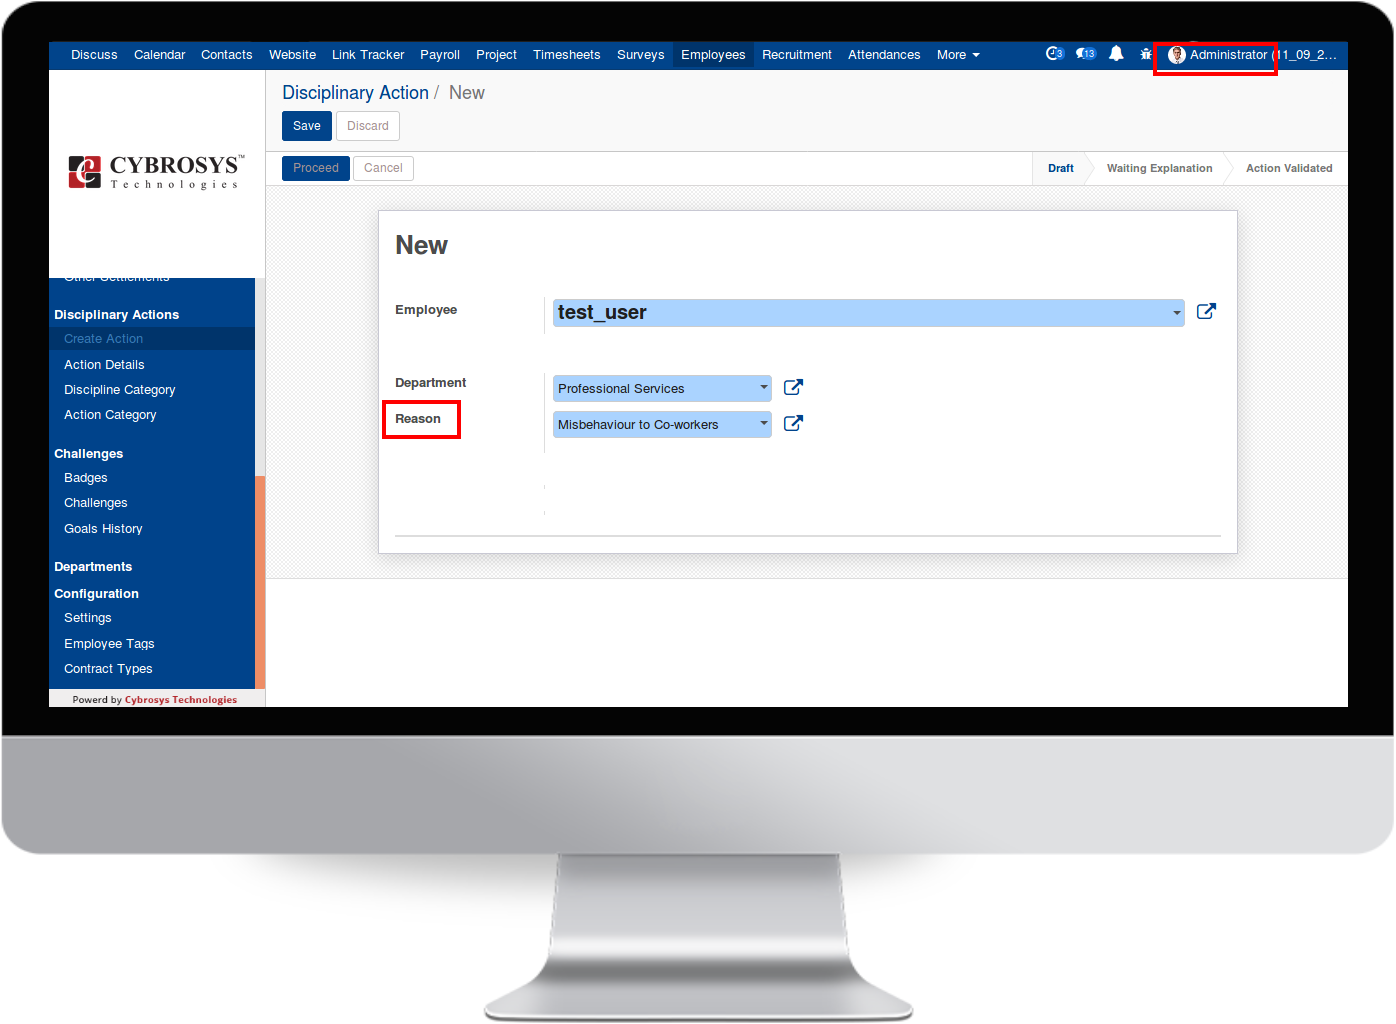 Discuss Calendar Contacts Website Link Tracker Payroll Project Timesheets Surveys Employees Recruitment Attendances More 3 13 Administrator (11_09_2...
CYBROSYS™
Technologies
Other Settlements
Disciplinary Actions
Create Action
Action Details
Discipline Category
Action Category
Challenges
Badges
Challenges
Goals History
Departments
Configuration
Settings
Employee Tags
Contract Types
Powerd by Cybrosys Technologies
Disciplinary Action / New
Save Discard
Proceed Cancel
Draft Waiting Explanation Action Validated
New
Employee test_user
Department Professional Services
Reason Misbehaviour to Co-workers